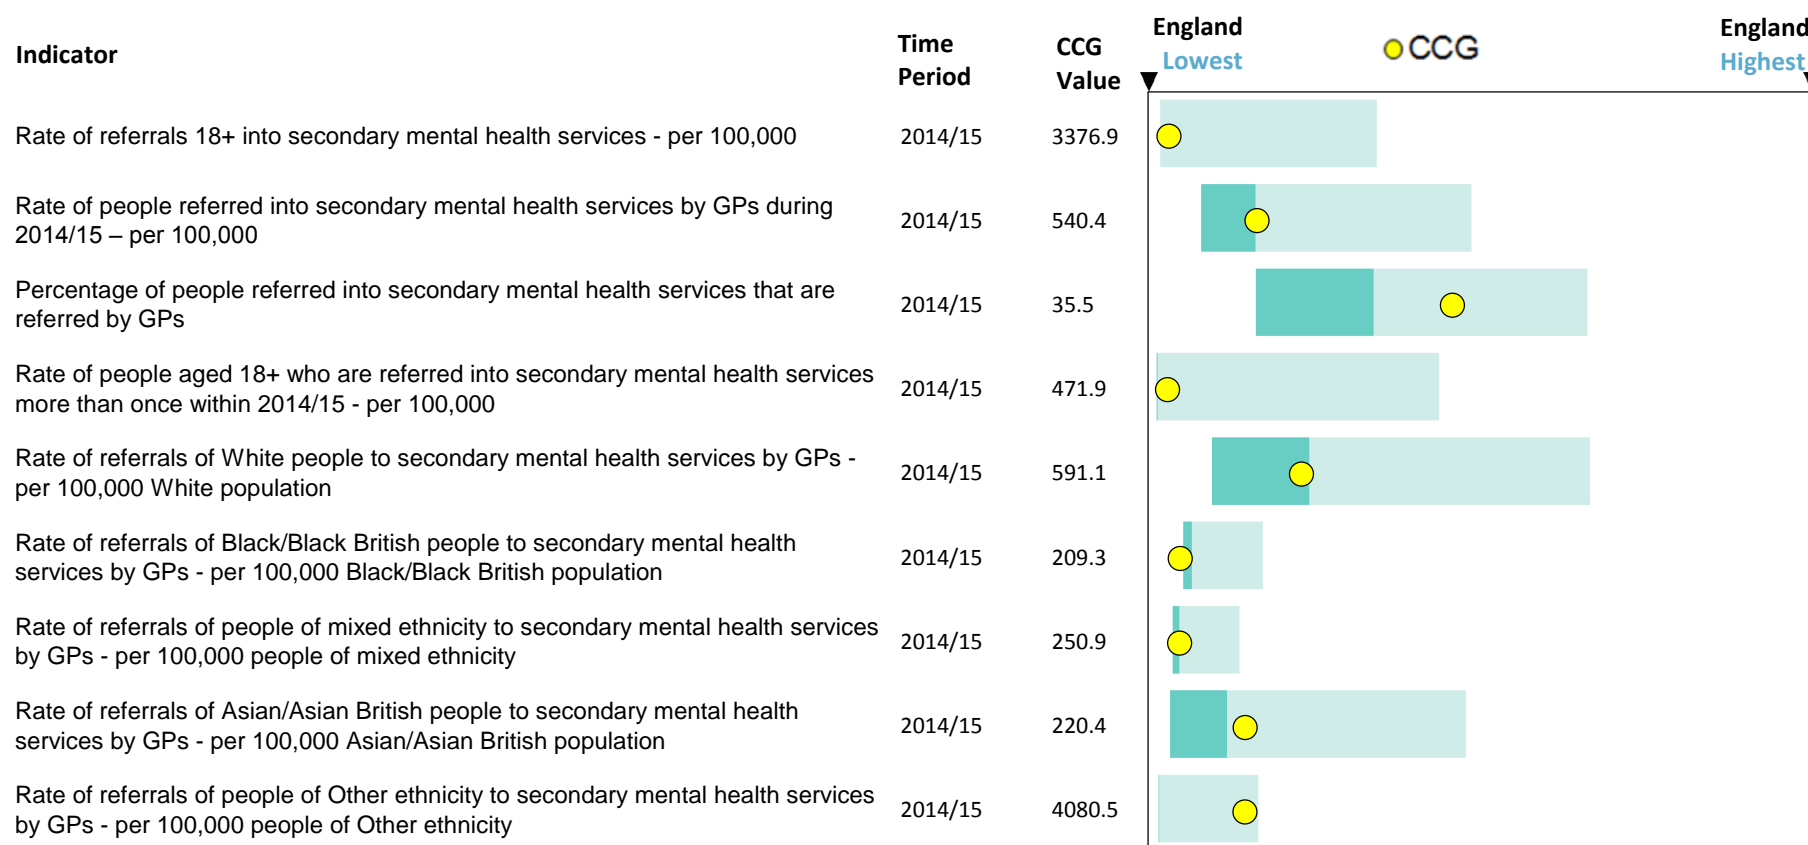 Indicator
Time
Period
CCG
Value
England
Lowest
CCG
England
Highest
Rate of referrals 18+ into secondary mental health services - per 100,000
2014/15
3376.9
Rate of people referred into secondary mental health services by GPs during
2014/15 – per 100,000
2014/15
540.4
Percentage of people referred into secondary mental health services that are
referred by GPs
2014/15
35.5
Rate of people aged 18+ who are referred into secondary mental health services
more than once within 2014/15 - per 100,000
2014/15
471.9
Rate of referrals of White people to secondary mental health services by GPs -
per 100,000 White population
2014/15
591.1
Rate of referrals of Black/Black British people to secondary mental health
services by GPs - per 100,000 Black/Black British population
2014/15
209.3
Rate of referrals of people of mixed ethnicity to secondary mental health services
by GPs - per 100,000 people of mixed ethnicity
2014/15
250.9
Rate of referrals of Asian/Asian British people to secondary mental health
services by GPs - per 100,000 Asian/Asian British population
2014/15
220.4
Rate of referrals of people of Other ethnicity to secondary mental health services
by GPs - per 100,000 people of Other ethnicity
2014/15
4080.5